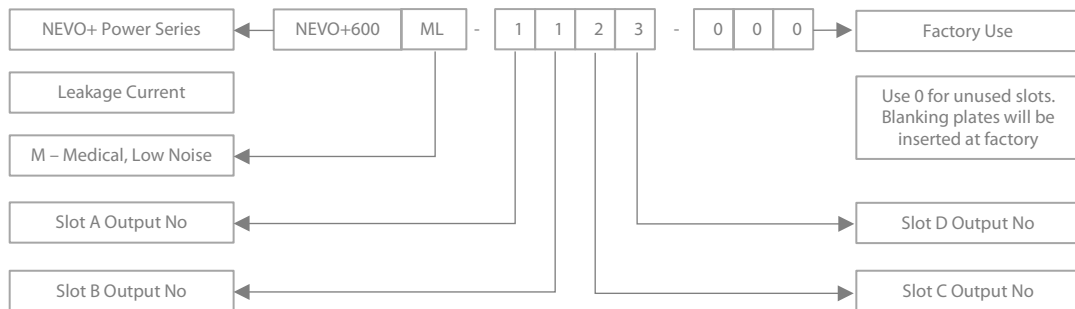 NEVO+ Power Series
NEVO+600 ML - 1 1 2 3 - 0 0 0
Factory Use
Leakage Current
Use 0 for unused slots.
Blanking plates will be
inserted at factory
M – Medical, Low Noise
Slot A Output No
Slot D Output No
Slot B Output No
Slot C Output No